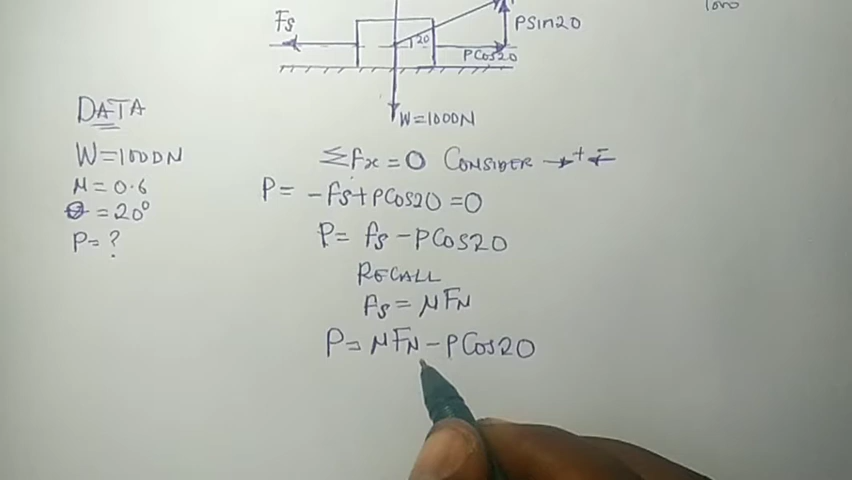 Fs
PSin20
20
PCos20
W=1000N
DATA
W=1000N
M=0.6
θ=20°
P=?
ΣFx=0 CONSIDER → + ←-
P= -fs+PCos20=0
P= fs-PCos20
RECALL
Fs=μFN
P=μFN-PCos20